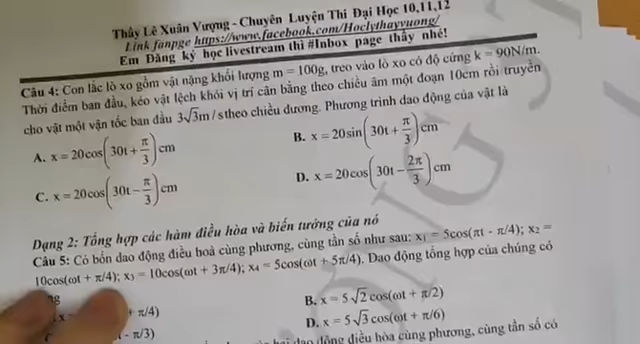 Thầy Lê Xuân Vượng - Chuyên Luyện Thi Đại Học 10,11,12
Link fanpge https://www.facebook.com/Hoclythayvuong/
Em Đăng ký học livestream thì #Inbox page thầy nhé!
Câu 4: Con lắc lò xo gồm vật nặng khối lượng m = 100g, treo vào lò xo có độ cứng k = 90N/m.
Thời điểm ban đầu, kéo vật lệch khỏi vị trí cân bằng theo chiều âm một đoạn 10cm rồi truyền
cho vật một vận tốc ban đầu 3√3m/s theo chiều dương. Phương trình dao động của vật là
A. x = 20cos(30t + π/3)cm
B. x = 20sin(30t + π/3)cm
C. x = 20cos(30t − π/3)cm
D. x = 20cos(30t − 2π/3)cm
Dạng 2: Tổng hợp các hàm điều hòa và biến tướng của nó
Câu 5: Có bốn dao động điều hoà cùng phương, cùng tần số như sau: x₁ = 5cos(πt - π/4); x₂ =
10cos(ωt + π/4); x₃ = 10cos(ωt + 3π/4); x₄ = 5cos(ωt + 5π/4). Dao động tổng hợp của chúng có
+ π/4)
B. x = 5√2cos(ωt + π/2)
- π/3)
D. x = 5√3cos(ωt + π/6)
hai dao động điều hòa cùng phương, cùng tần số có